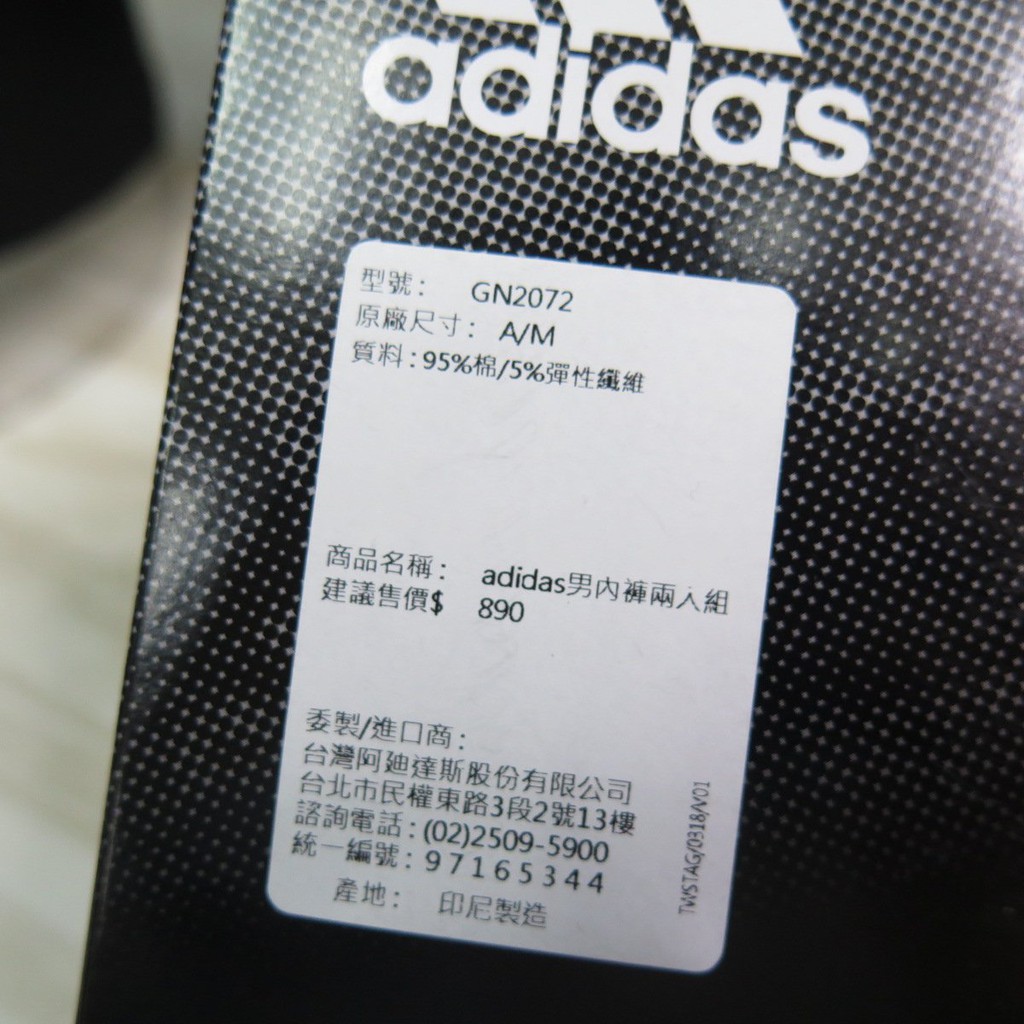 adidas
型號： GN2072
原廠尺寸： A/M
質料：95%棉/5%彈性纖維
商品名稱： adidas男內褲兩入組
建議售價$ 890
委製/進口商：
台灣阿迪達斯股份有限公司
台北市民權東路3段2號13樓
諮詢電話：(02)2509-5900
統一編號：97165344
產地： 印尼製造
TWSTAG/0318/V01